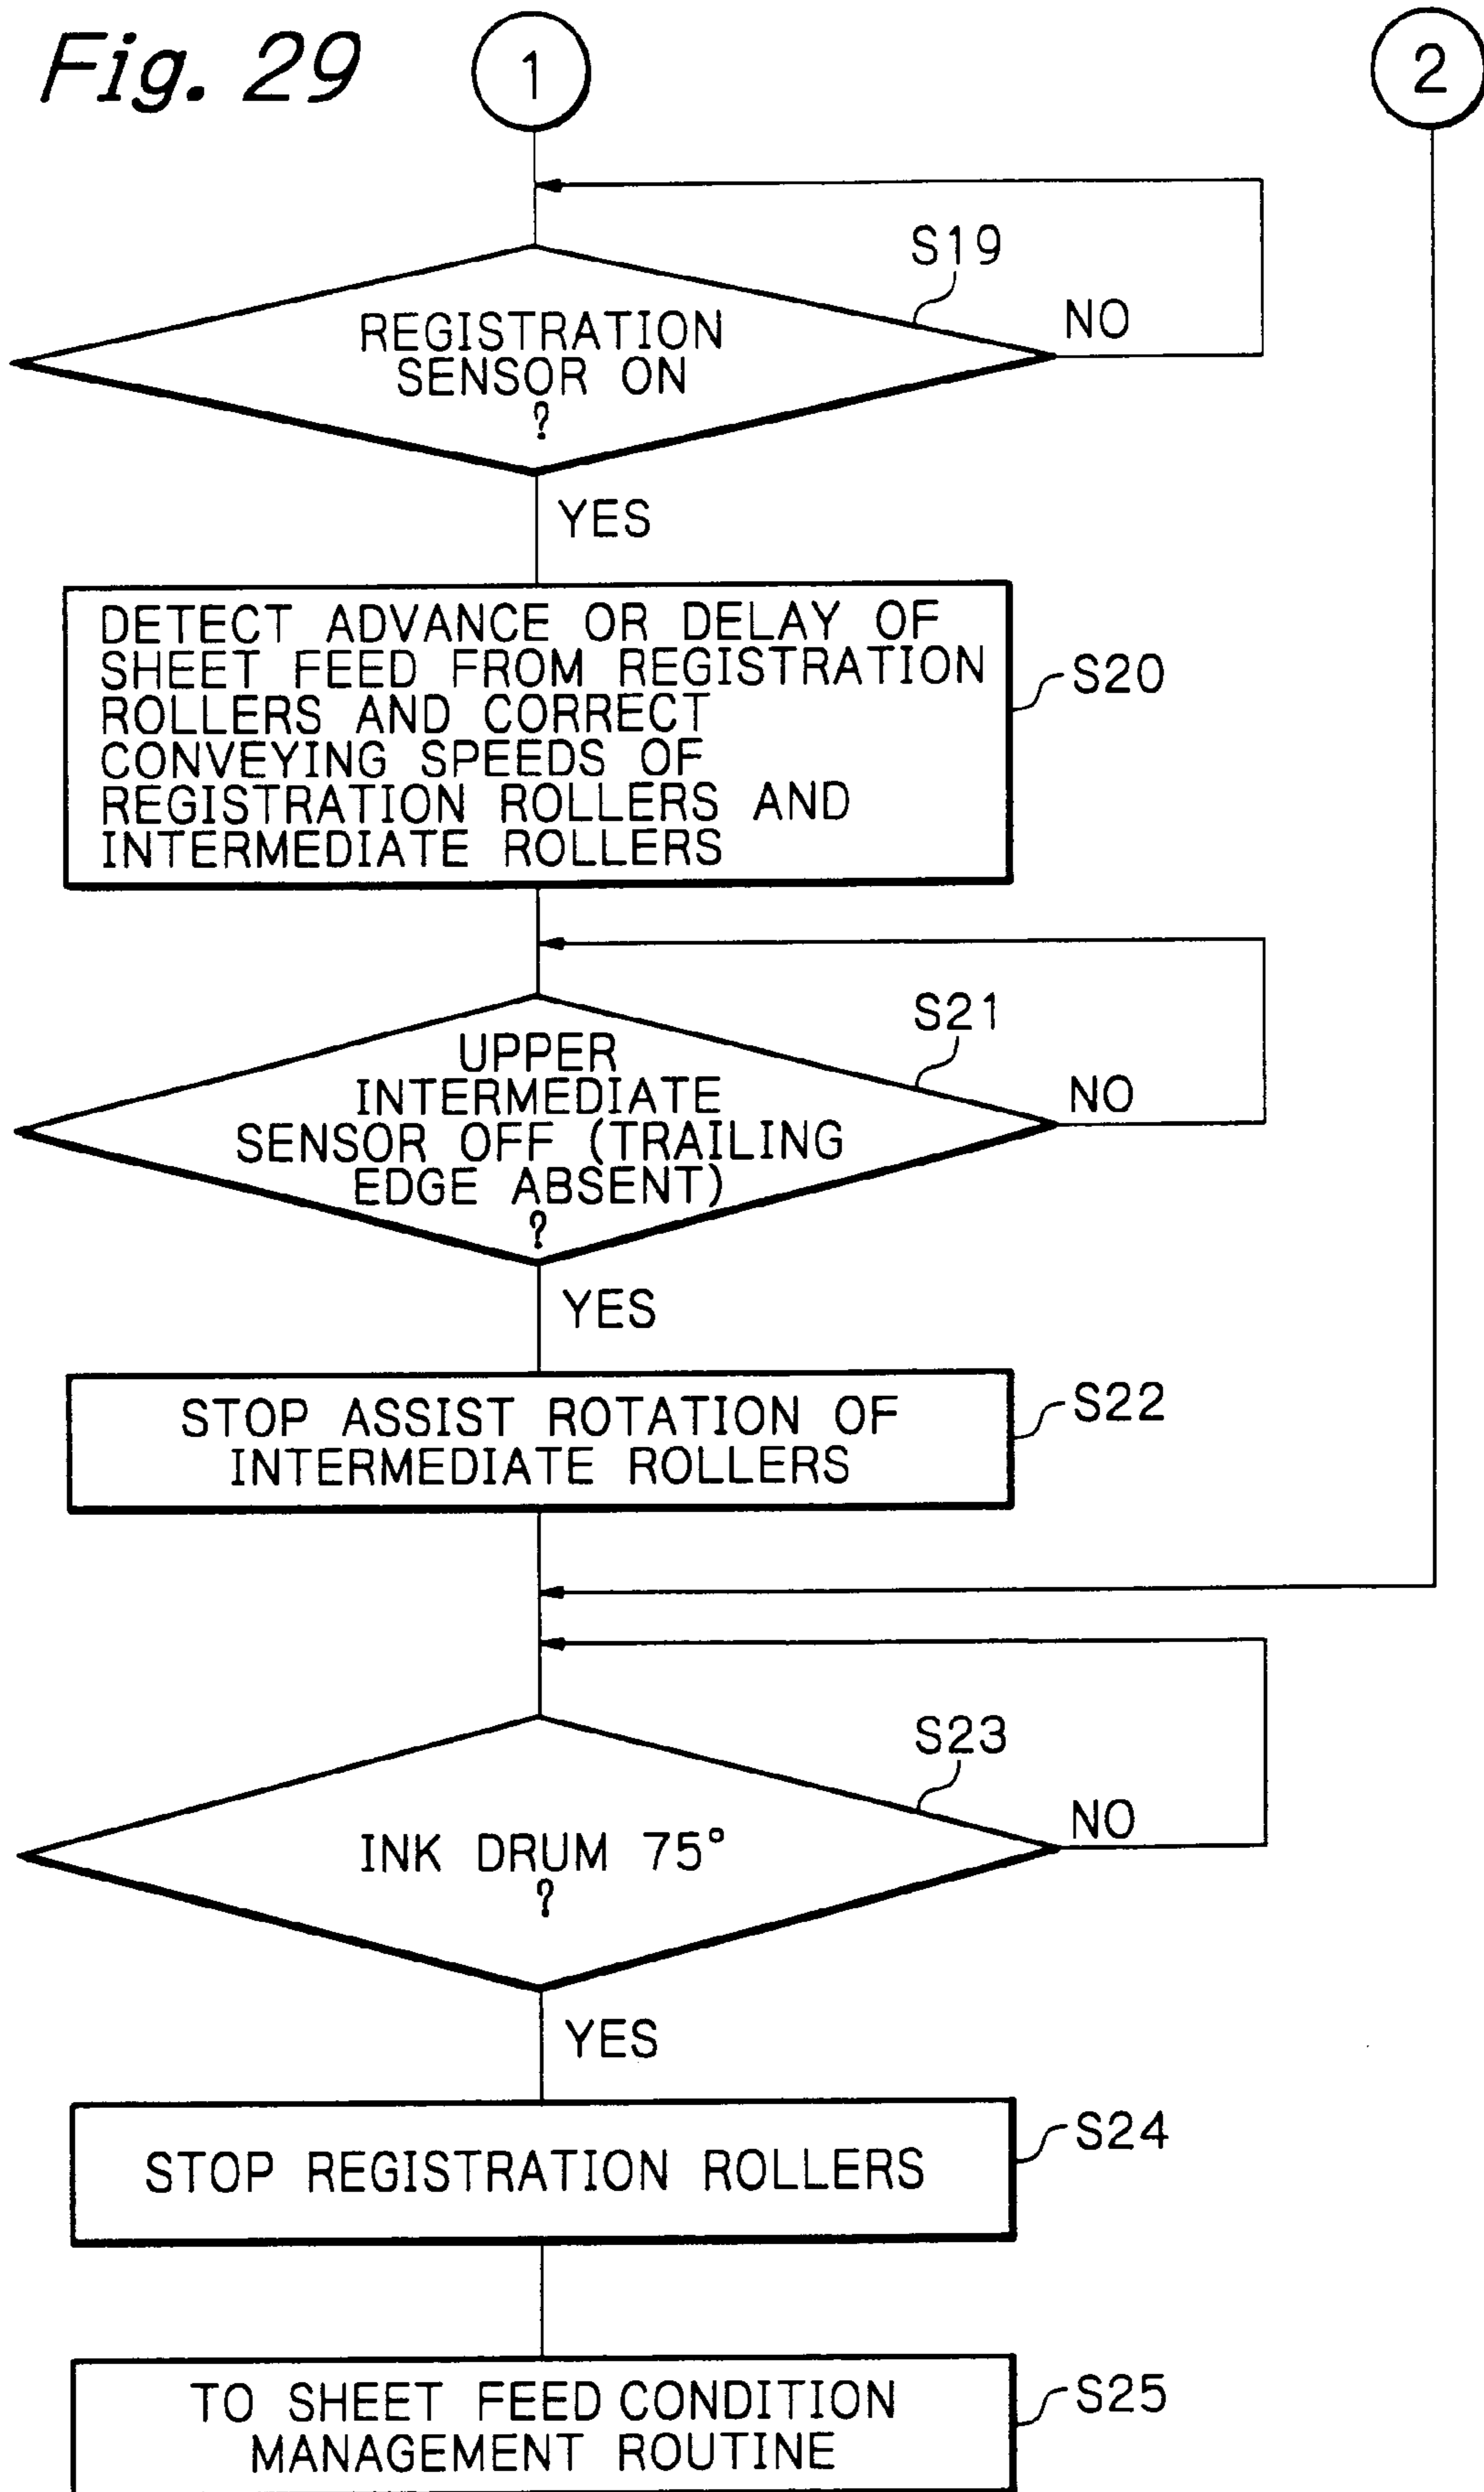 Fig. 29
1
2
S19
REGISTRATION
SENSOR ON
?
NO
YES
DETECT ADVANCE OR DELAY OF
SHEET FEED FROM REGISTRATION
ROLLERS AND CORRECT
CONVEYING SPEEDS OF
REGISTRATION ROLLERS AND
INTERMEDIATE ROLLERS
S20
S21
UPPER
INTERMEDIATE
SENSOR OFF (TRAILING
EDGE ABSENT)
?
NO
YES
STOP ASSIST ROTATION OF
INTERMEDIATE ROLLERS
S22
S23
INK DRUM 75°
?
NO
YES
STOP REGISTRATION ROLLERS
S24
TO SHEET FEED CONDITION
MANAGEMENT ROUTINE
S25